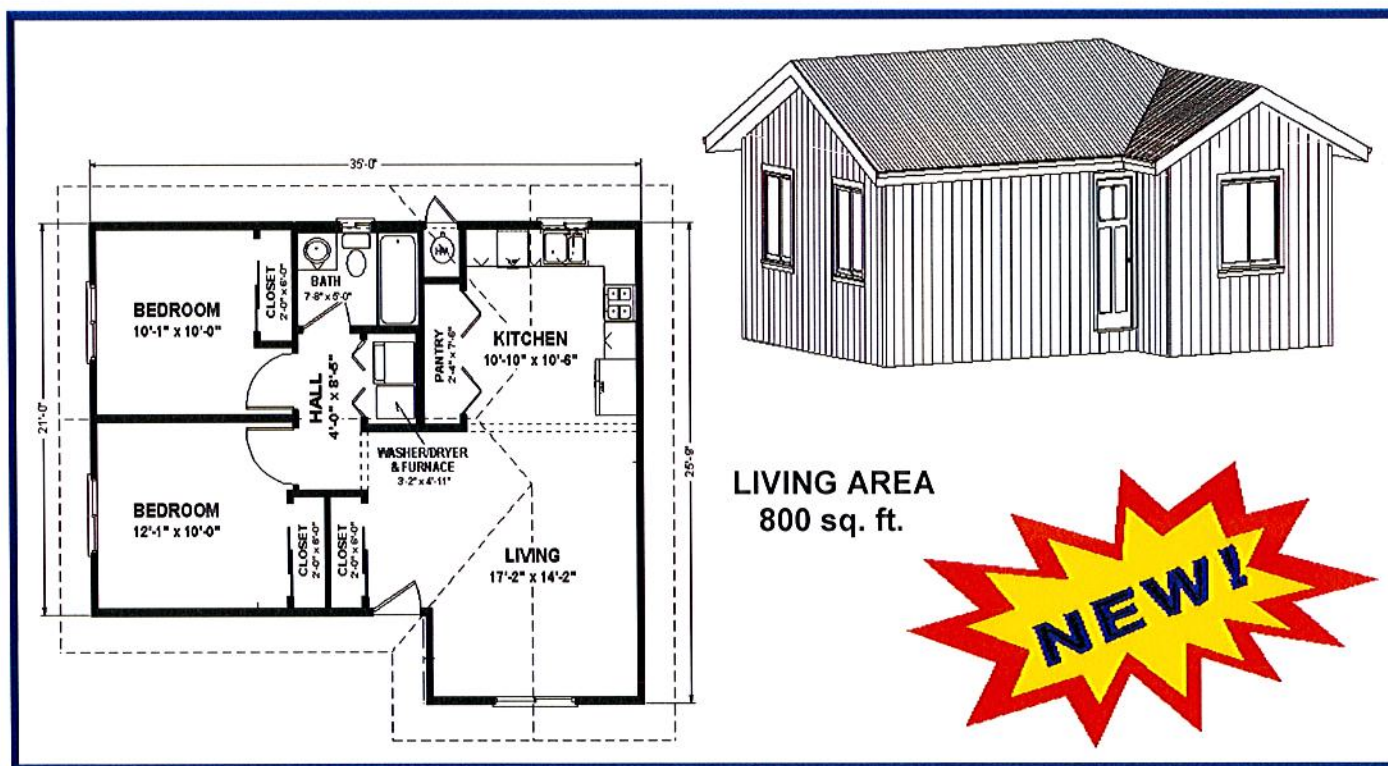 35'-0"
21'-0"
25'-9"
BEDROOM
10'-1" x 10'-0"
CLOSET
2'-0" x 6'-0"
BATH
7'-8" x 5'-0"
HW
KITCHEN
10'-10" x 10'-6"
PANTRY
2'-4" x 7'-6"
HALL
4'-0" x 8'-5"
WASHER/DRYER
& FURNACE
3'-2" x 4'-11"
BEDROOM
12'-1" x 10'-0"
CLOSET
2'-0" x 6'-0"
CLOSET
2'-0" x 6'-0"
LIVING
17'-2" x 14'-2"
LIVING AREA
800 sq. ft.
NEW!